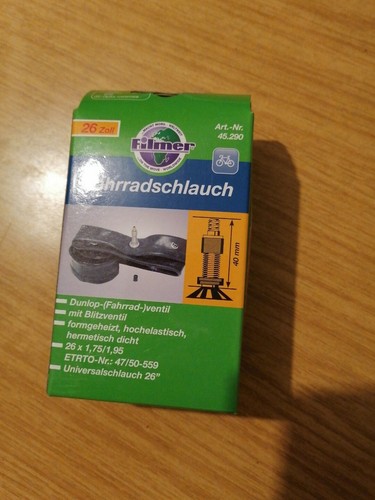 26 Zoll
Art.-Nr.
45.290
Filmer
Fahrradschlauch
40 mm
Dunlop-(Fahrrad-)ventil
mit Blitzventil
formgeheizt, hochelastisch,
hermetisch dicht
26 x 1,75/1,95
ETRTO-Nr.: 47/50-559
Universalschlauch 26"